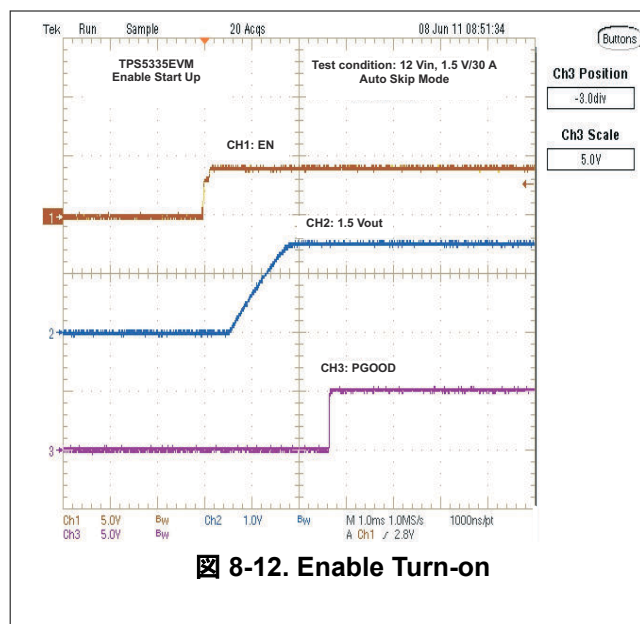 Tek Run Sample 20 Acqs 08 Jun 11 08:51:34
Buttons
TPS5335EVM
Enable Start Up
Test condition: 12 Vin, 1.5 V/30 A
Auto Skip Mode
Ch3 Position
-3.0div
Ch3 Scale
5.0V
CH1: EN
1
CH2: 1.5 Vout
2
CH3: PGOOD
3
Ch1 5.0V Bw Ch2 1.0V Bw M 1.0ms 1.0MS/s 1000ns/pt
Ch3 5.0V Bw A Ch1 / 2.8V
図 8-12. Enable Turn-on